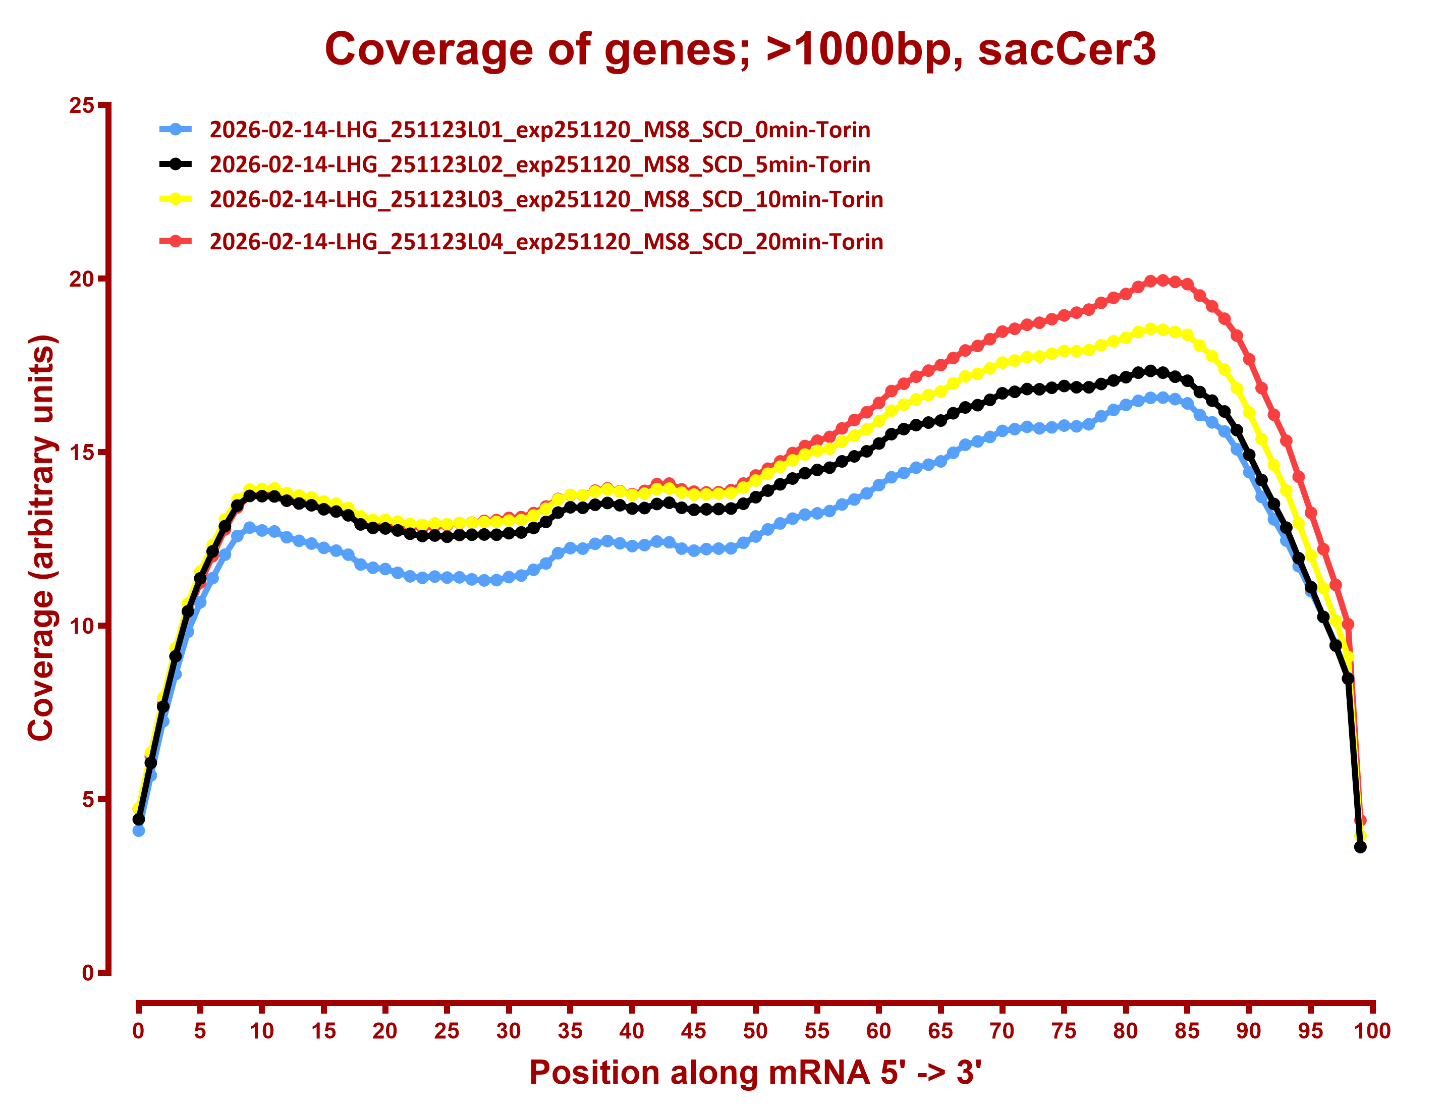 Coverage of genes; >1000bp, sacCer3
25
2026-02-14-LHG_251123L01_exp251120_MS8_SCD_0min-Torin
2026-02-14-LHG_251123L02_exp251120_MS8_SCD_5min-Torin
2026-02-14-LHG_251123L03_exp251120_MS8_SCD_10min-Torin
2026-02-14-LHG_251123L04_exp251120_MS8_SCD_20min-Torin
20
15
10
5
0
Coverage (arbitrary units)
0 5 10 15 20 25 30 35 40 45 50 55 60 65 70 75 80 85 90 95 100
Position along mRNA 5' -> 3'